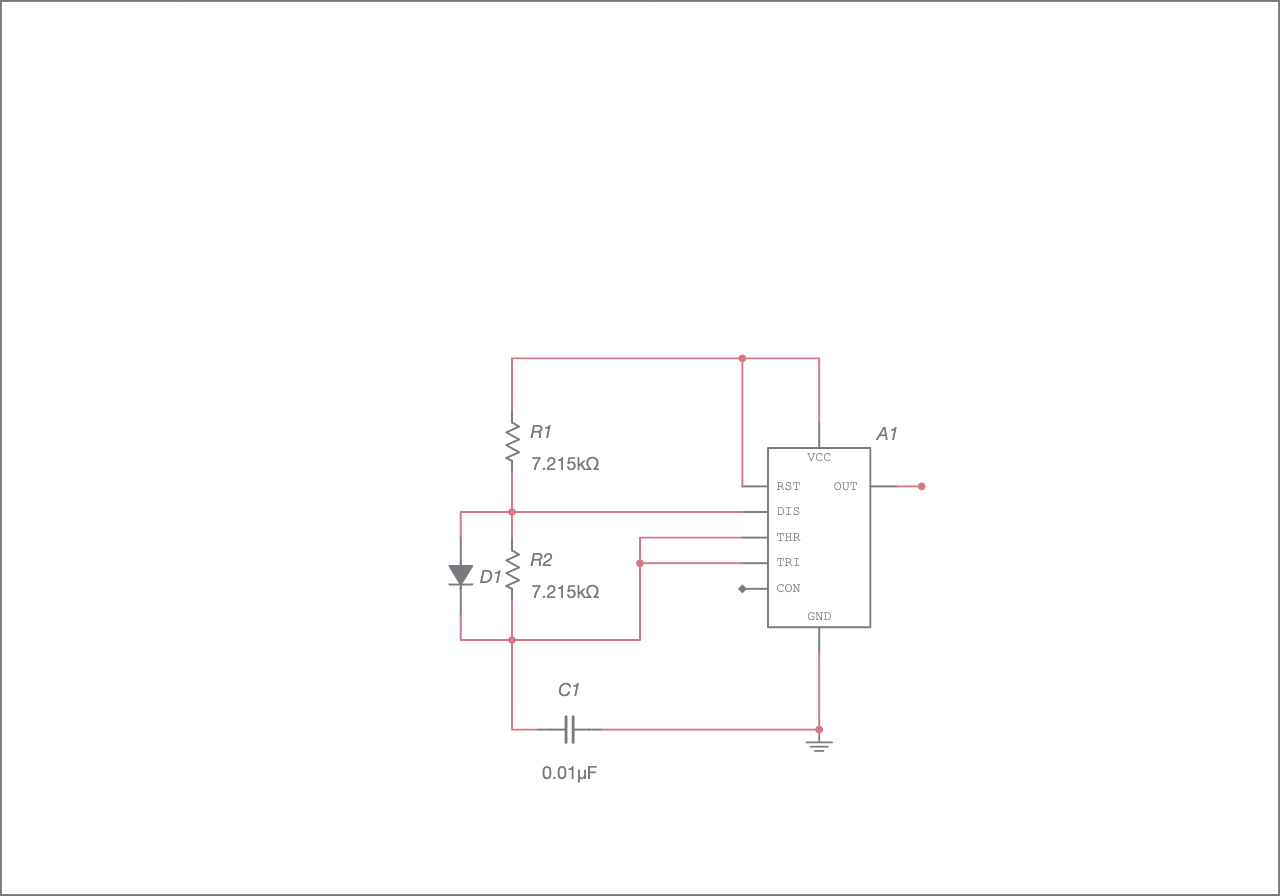 R1
7.215kΩ
A1
VCC
RST OUT
DIS
THR
TRI
CON
GND
D1
R2
7.215kΩ
C1
0.01µF